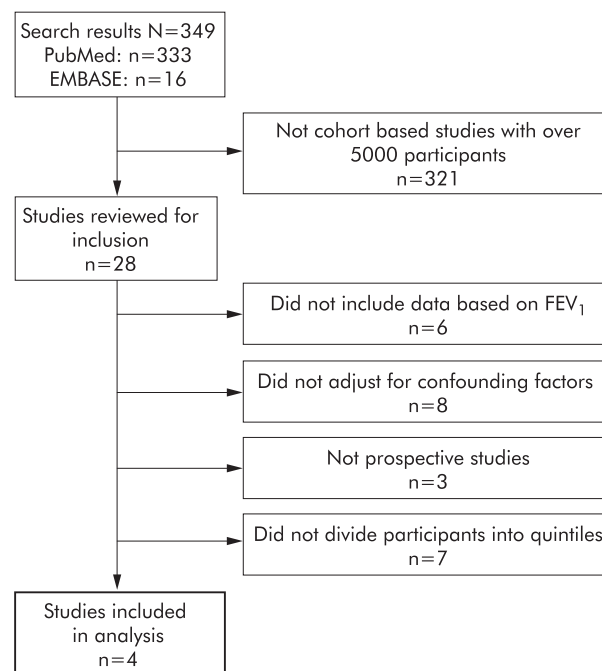 Search results N=349
PubMed: n=333
EMBASE: n=16
Not cohort based studies with over
5000 participants
n=321
Studies reviewed for
inclusion
n=28
Did not include data based on FEV1
n=6
Did not adjust for confounding factors
n=8
Not prospective studies
n=3
Did not divide participants into quintiles
n=7
Studies included
in analysis
n=4